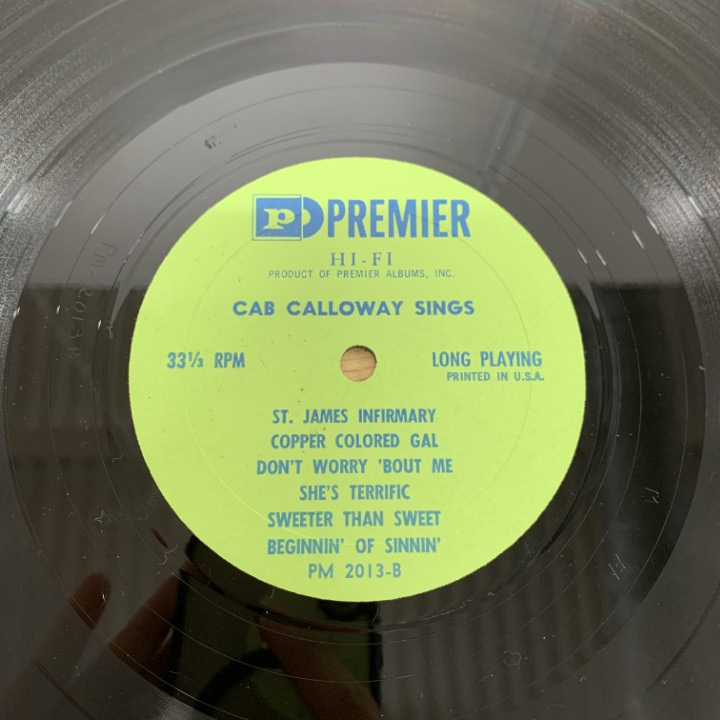 P PREMIER
HI-FI
PRODUCT OF PREMIER ALBUMS, INC.
CAB CALLOWAY SINGS
33⅓ RPM
LONG PLAYING
PRINTED IN U.S.A.
ST. JAMES INFIRMARY
COPPER COLORED GAL
DON'T WORRY 'BOUT ME
SHE'S TERRIFIC
SWEETER THAN SWEET
BEGINNIN' OF SINNIN'
PM 2013-B